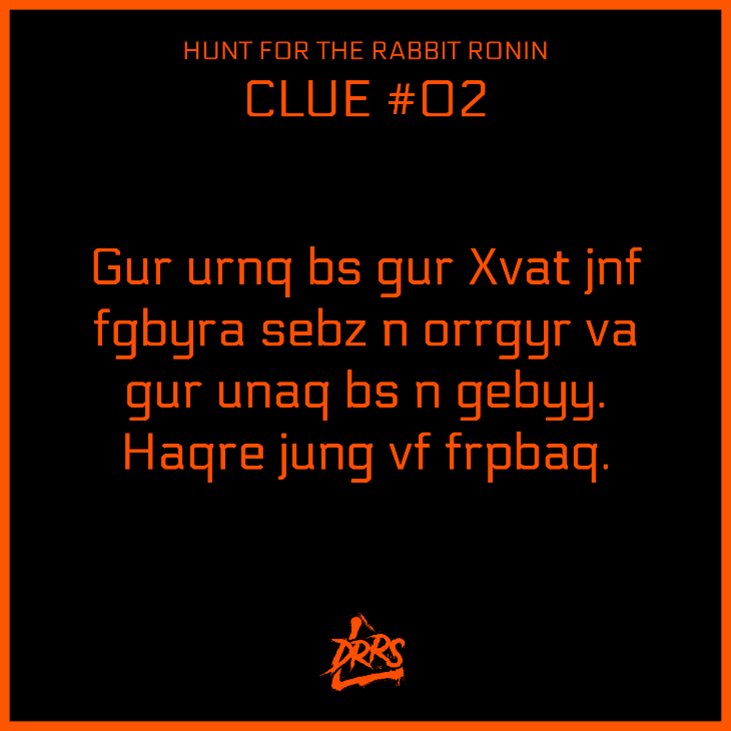 HUNT FOR THE RABBIT RONIN
CLUE #02
Gur urnq bs gur Xvat jnf
fgbyra sebz n orrgyr va
gur unaq bs n gebyy.
Haqre jung vf frpbaq.
DRRS